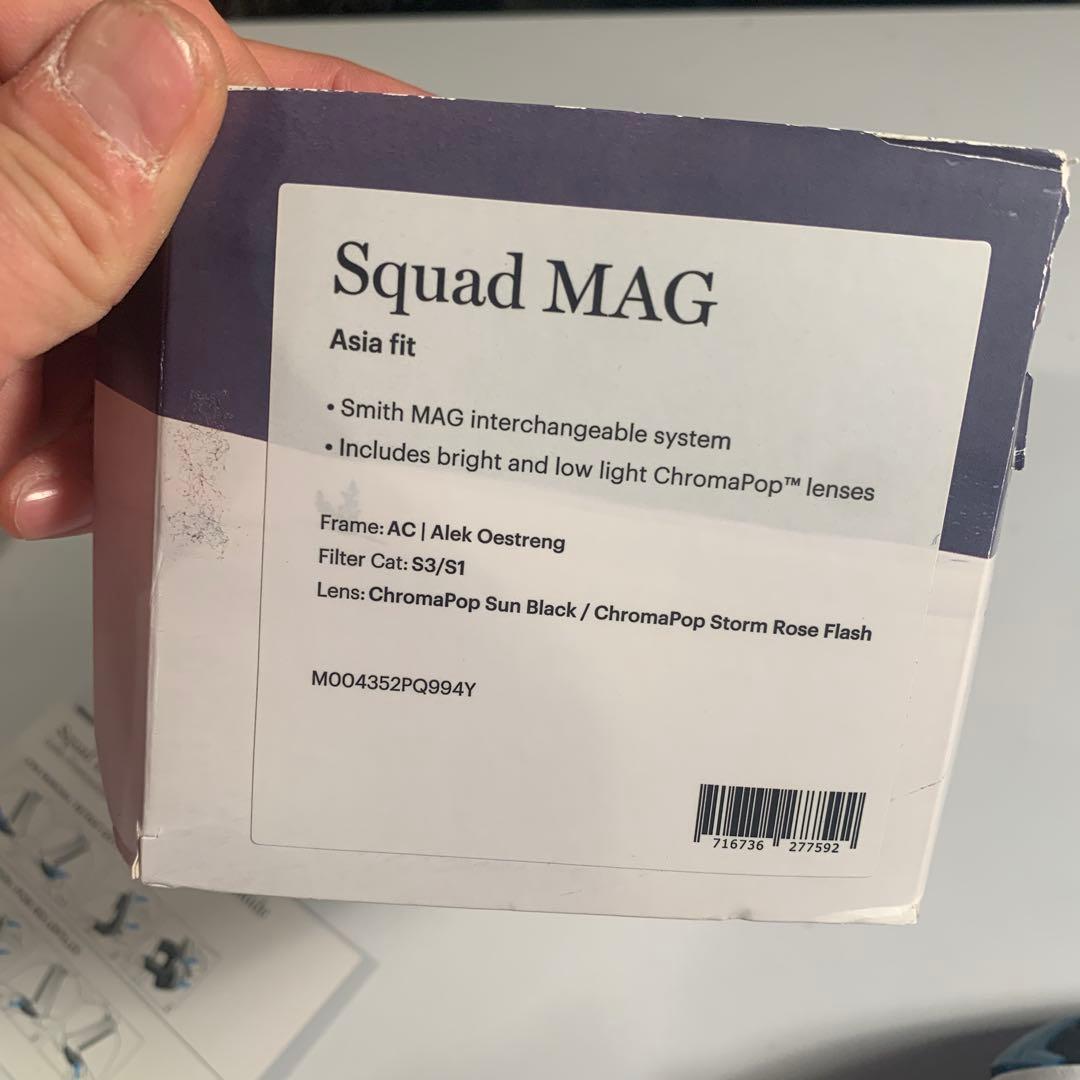 Squad MAG
Asia fit
• Smith MAG interchangeable system
• Includes bright and low light ChromaPop™ lenses
Frame: AC | Alek Oestreng
Filter Cat: S3/S1
Lens: ChromaPop Sun Black / ChromaPop Storm Rose Flash
M004352PQ994Y
716736 277592
Squad